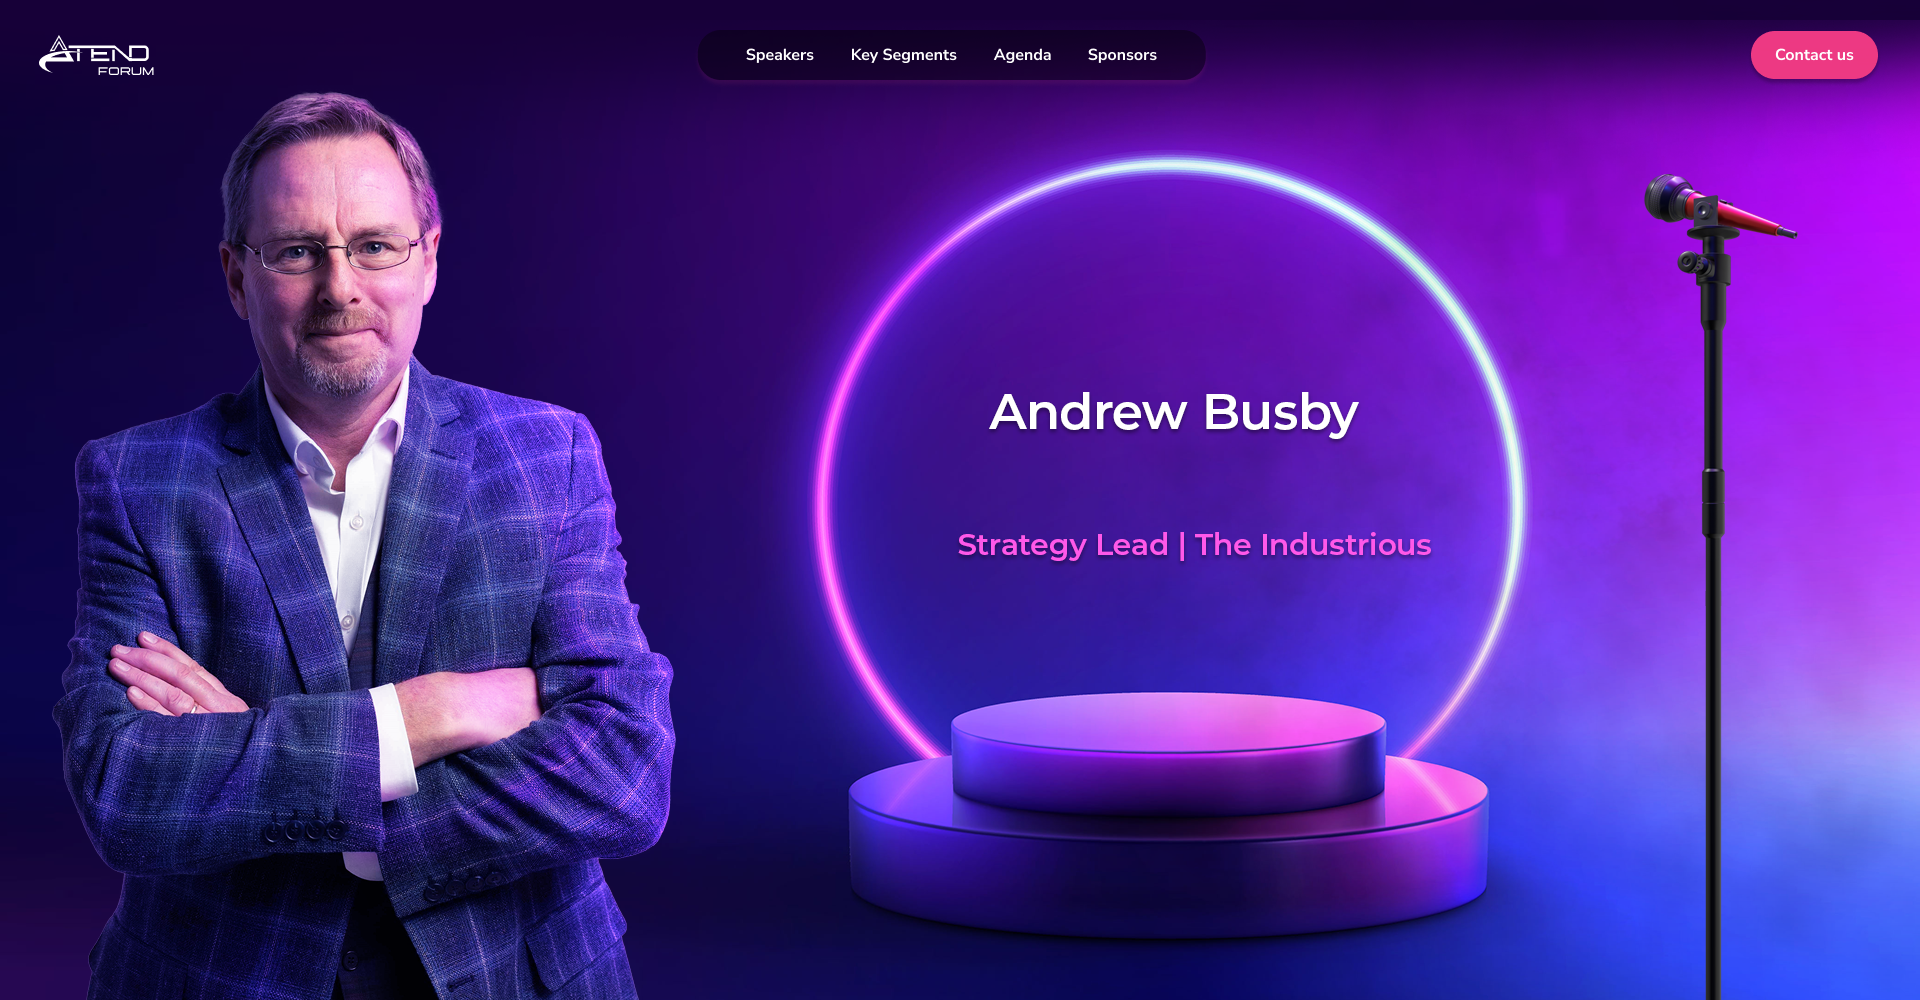 ATEND
FORUM
Speakers
Key Segments
Agenda
Sponsors
Contact us
Andrew Busby
Strategy Lead | The Industrious